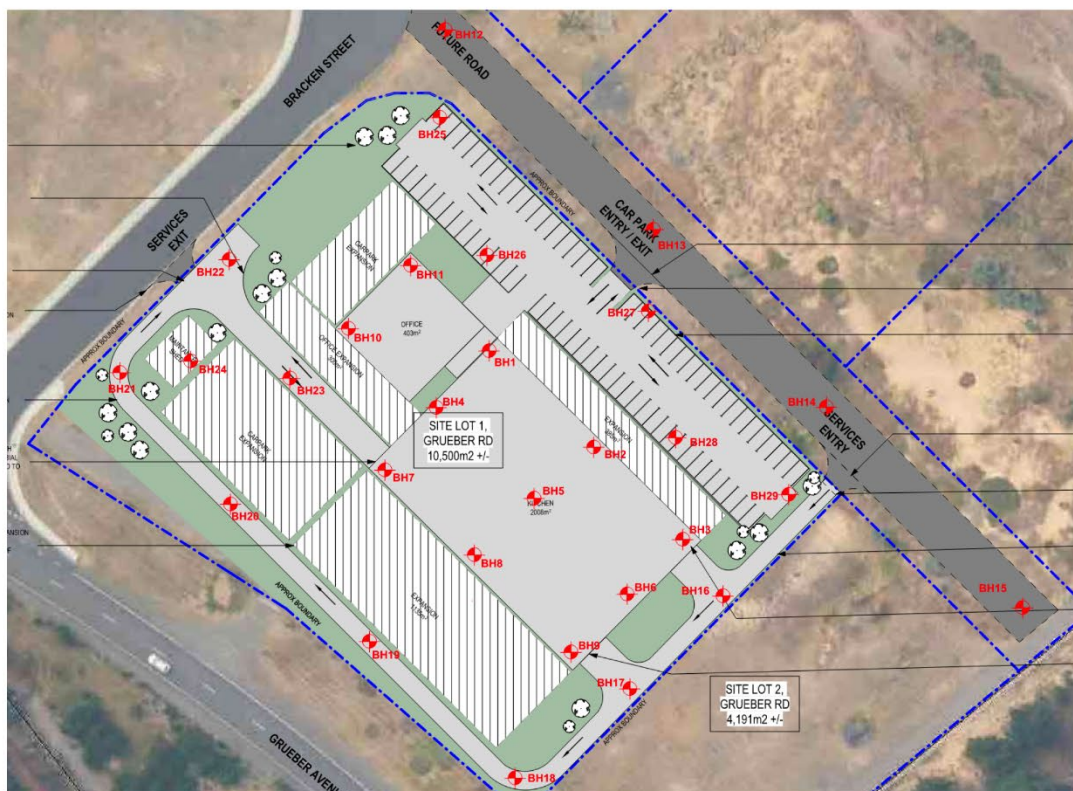 BH12
FUTURE ROAD
BRACKEN STREET
BH25
APPROX BOUNDARY
CAR PARK
ENTRY / EXIT
BH13
SERVICES
EXIT
BH22
CARPARK
EXPANSION
BH26
BH11
OFFICE
403m²
BH27
BH10
OFFICE EXPANSION
APPROX BOUNDARY
BH1
BH24
BH21
BH23
BH4
BH14
SERVICES
ENTRY
SITE LOT 1,
GRUEBER RD
10,500m2 +/-
EXPANSION
BH28
BH2
CARPARK
EXPANSION
BH7
BH5
2000m²
BH29
BH20
BH3
BH8
BH6
BH16
BH15
EXPANSION
APPROX BOUNDARY
BH19
BH9
BH17
SITE LOT 2,
GRUEBER RD
4,191m2 +/-
APPROX BOUNDARY
GRUEBER AVEN
BH18